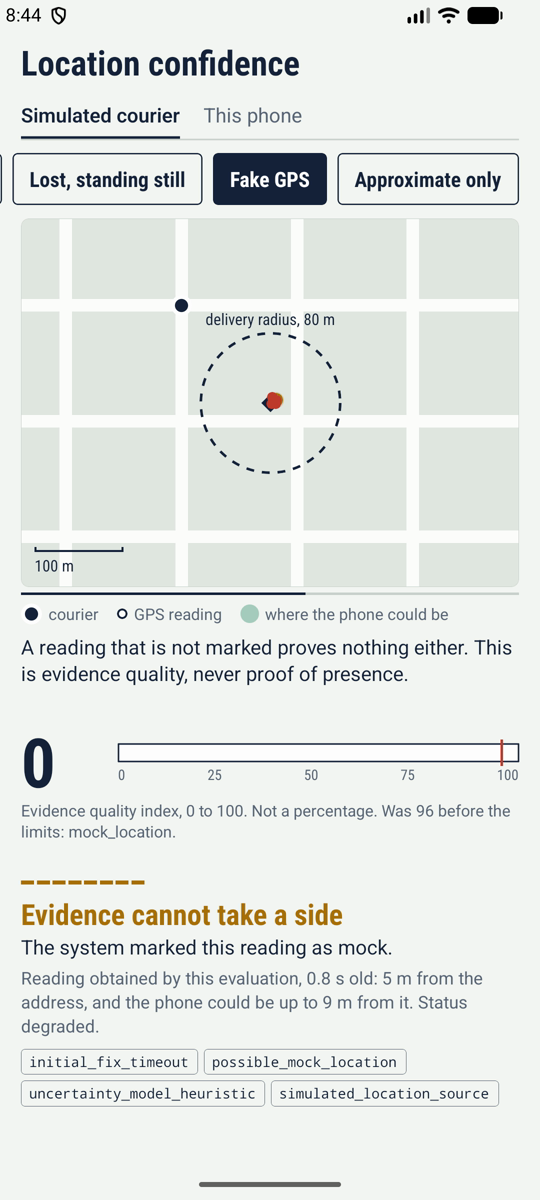 8:44
Location confidence
Simulated courier This phone
Lost, standing still Fake GPS Approximate only
delivery radius, 80 m
100 m
courier GPS reading where the phone could be
A reading that is not marked proves nothing either. This
is evidence quality, never proof of presence.
0
0 25 50 75 100
Evidence quality index, 0 to 100. Not a percentage. Was 96 before the
limits: mock_location.
Evidence cannot take a side
The system marked this reading as mock.
Reading obtained by this evaluation, 0.8 s old: 5 m from the
address, and the phone could be up to 9 m from it. Status
degraded.
initial_fix_timeout possible_mock_location
uncertainty_model_heuristic simulated_location_source